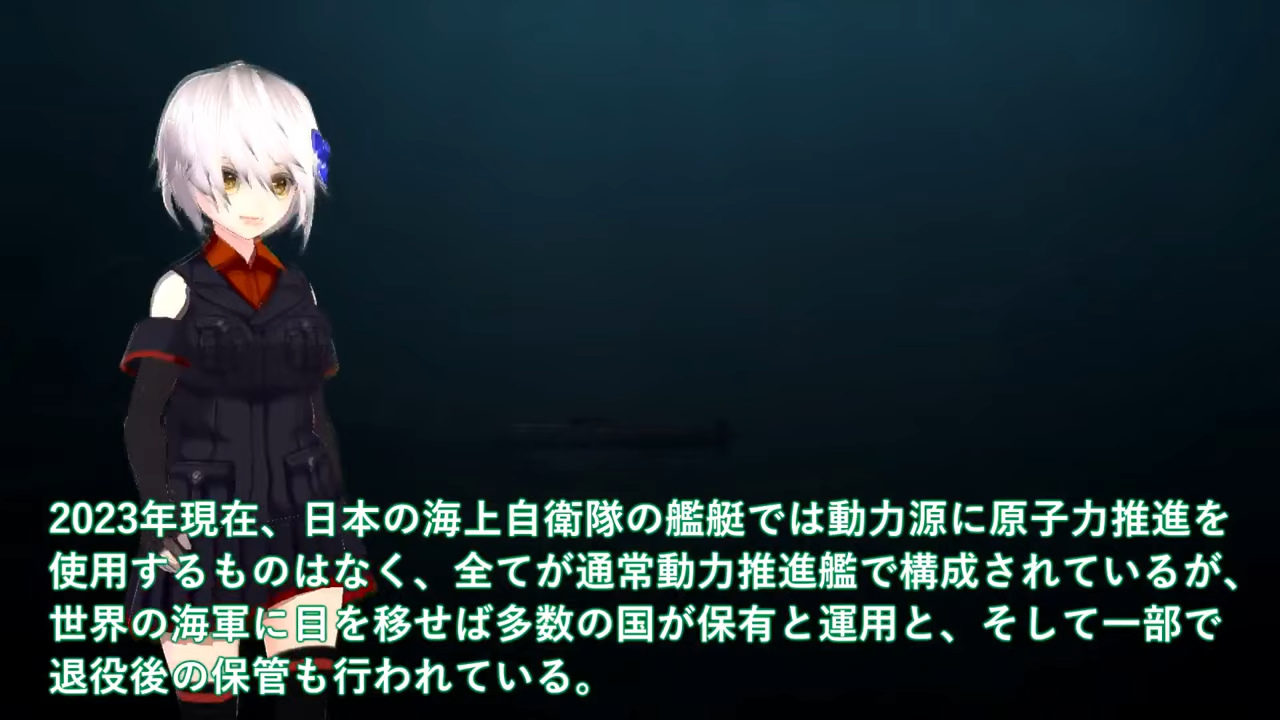 2023年現在、日本の海上自衛隊の艦艇では動力源に原子力推進を
使用するものはなく、全てが通常動力推進艦で構成されているが、
世界の海軍に目を移せば多数の国が保有と運用と、そして一部で
退役後の保管も行われている。